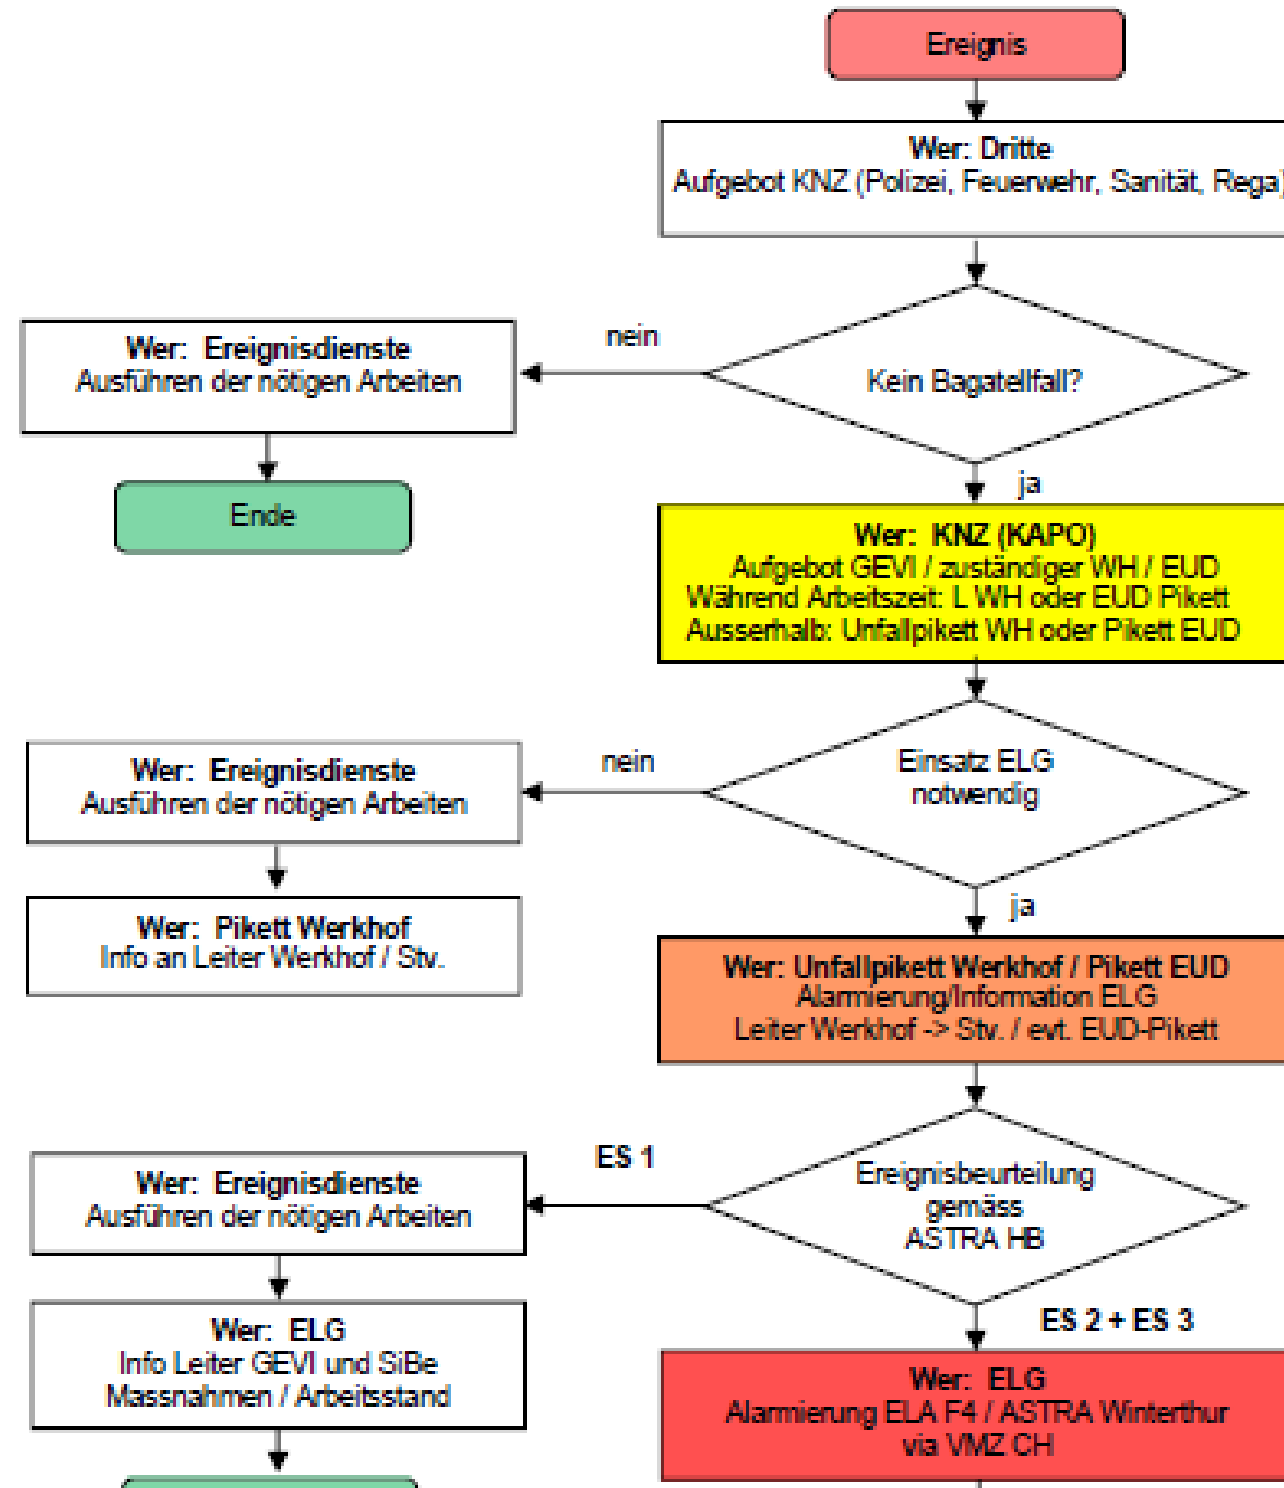 Ereignis
Wer: Dritte
Aufgebot KNZ (Polizei, Feuerwehr, Sanität, Rega)
nein
Wer: Ereignisdienste
Ausführen der nötigen Arbeiten
Kein Bagatellfall?
ja
Ende
Wer: KNZ (KAPO)
Aufgebot GEVI / zuständiger WH / EUD
Während Arbeitszeit: L WH oder EUD Pikett
Ausserhalb: Unfallpikett WH oder Pikett EUD
nein
Einsatz ELG
notwendig
Wer: Ereignisdienste
Ausführen der nötigen Arbeiten
ja
Wer: Pikett Werkhof
Info an Leiter Werkhof / Stv.
Wer: Unfallpikett Werkhof / Pikett EUD
Alarmierung/Information ELG
Leiter Werkhof -> Stv. / evt. EUD-Pikett
ES 1
Ereignisbeurteilung
gemäss
ASTRA HB
Wer: Ereignisdienste
Ausführen der nötigen Arbeiten
ES 2 + ES 3
Wer: ELG
Info Leiter GEVI und SiBe
Massnahmen / Arbeitsstand
Wer: ELG
Alarmierung ELA F4 / ASTRA Winterthur
via VMZ CH